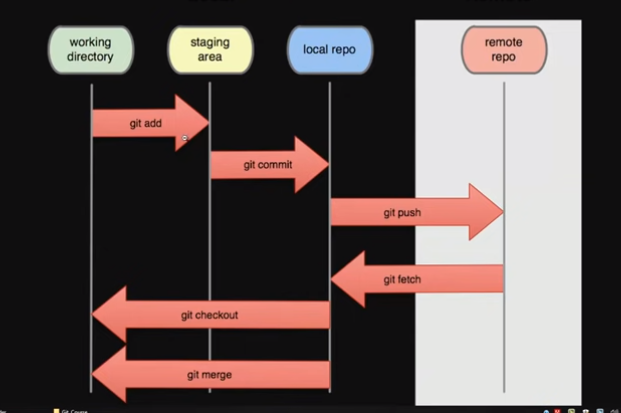 working
directory
staging
area
local repo
remote
repo
git add
git commit
git push
git fetch
git checkout
git merge
Git Course